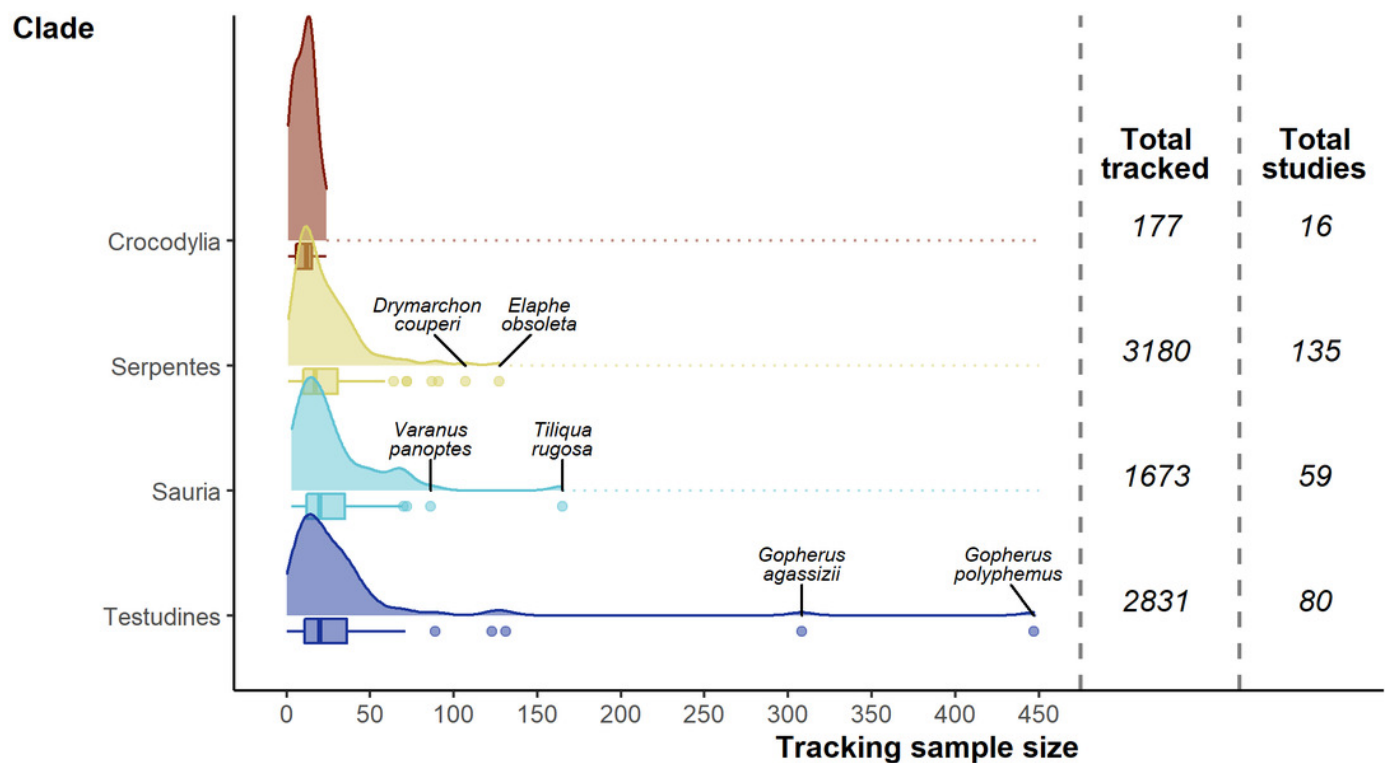 Clade
Total
tracked
Total
studies
Crocodylia
177
16
Drymarchon
couperi
Elaphe
obsoleta
Serpentes
3180
135
Varanus
panoptes
Tiliqua
rugosa
Sauria
1673
59
Gopherus
agassizii
Gopherus
polyphemus
Testudines
2831
80
0 50 100 150 200 250 300 350 400 450
Tracking sample size